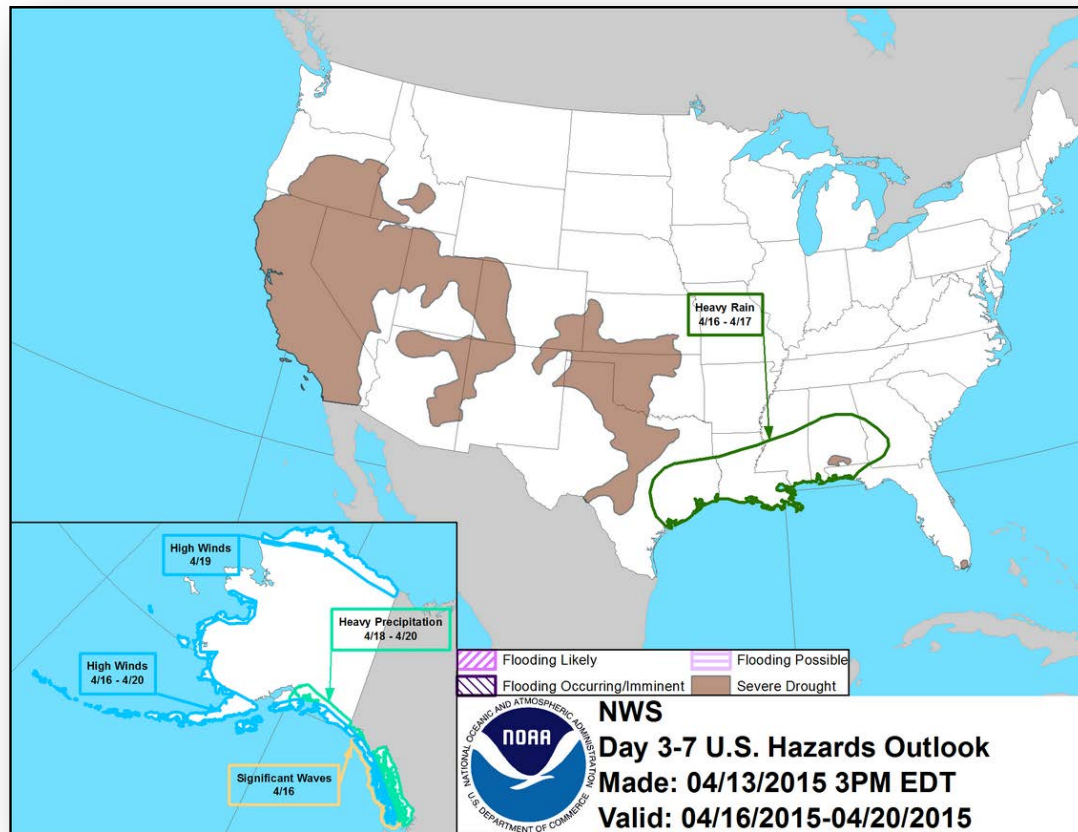 Heavy Rain
4/16 - 4/17
High Winds
4/19
Heavy Precipitation
4/18 - 4/20
High Winds
4/16 - 4/20
Significant Waves
4/16
Flooding Likely
Flooding Possible
Flooding Occurring/Imminent
Severe Drought
NATIONAL OCEANIC AND ATMOSPHERIC ADMINISTRATION
NOAA
U.S. DEPARTMENT OF COMMERCE
NWS
Day 3-7 U.S. Hazards Outlook
Made: 04/13/2015 3PM EDT
Valid: 04/16/2015-04/20/2015